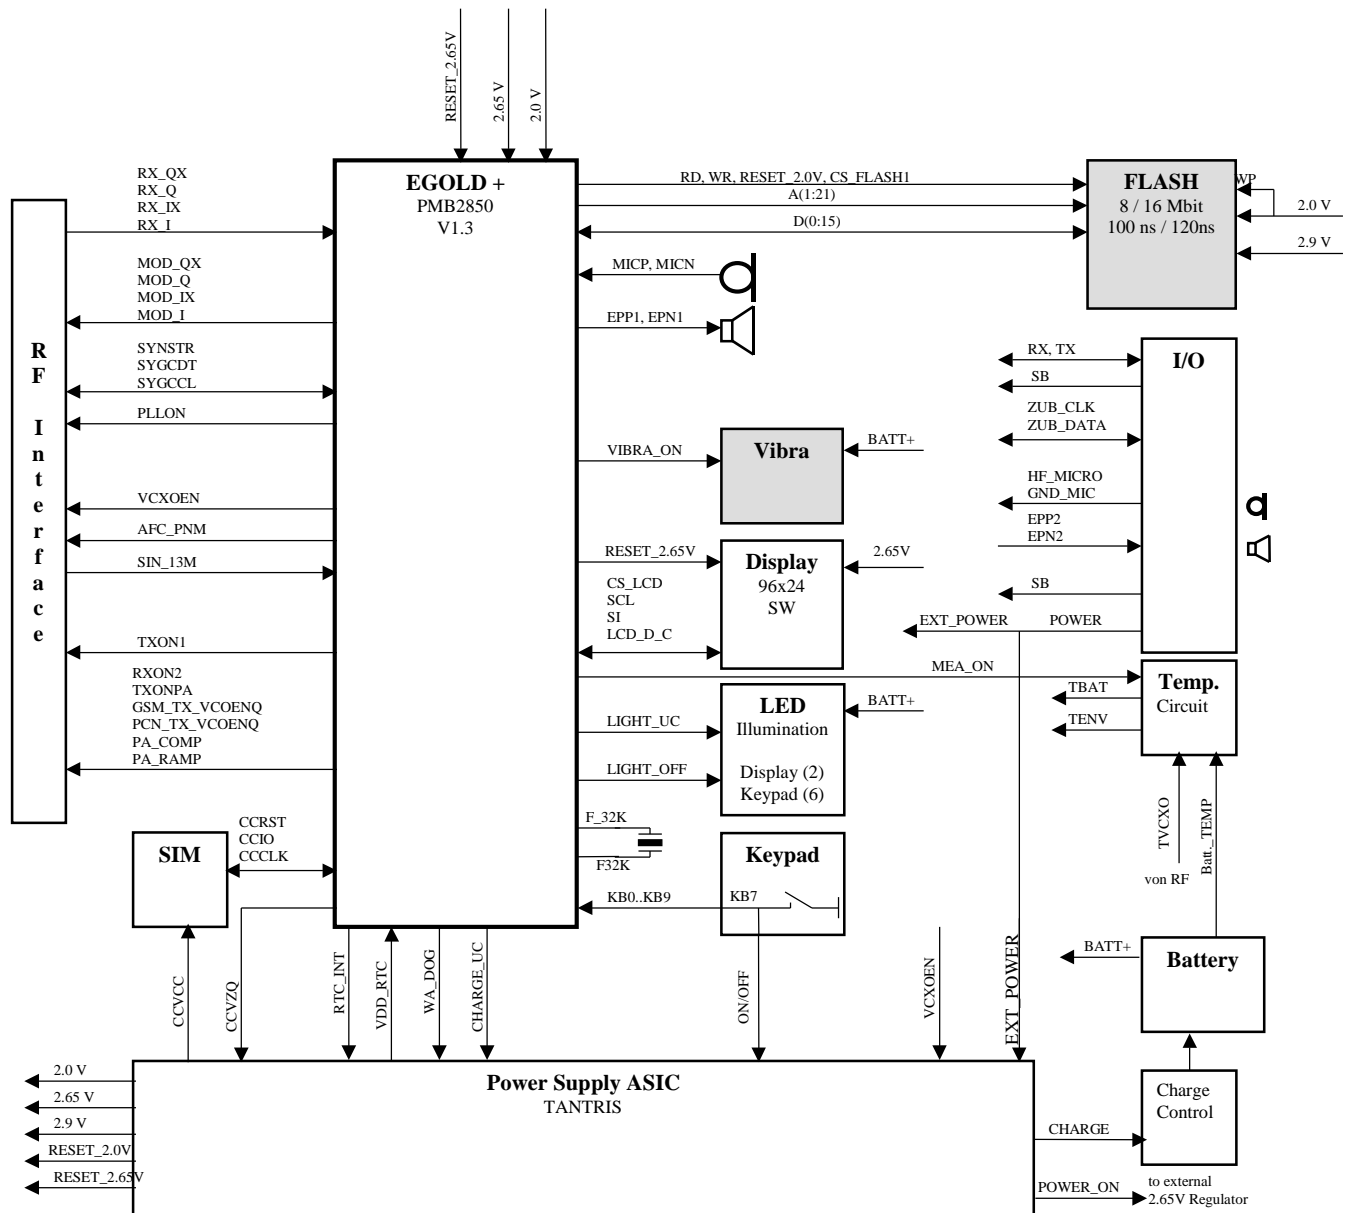 RESET_2.65V
2.65 V
2.0 V
RX_QX
RX_Q
RX_IX
RX_I
MOD_QX
MOD_Q
MOD_IX
MOD_I
SYNSTR
SYGCDT
SYGCCL
PLLON
VCXOEN
AFC_PNM
SIN_13M
TXON1
RXON2
TXONPA
GSM_TX_VCOENQ
PCN_TX_VCOENQ
PA_COMP
PA_RAMP
RF Interface
EGOLD +
PMB2850
V1.3
RD, WR, RESET_2.0V, CS_FLASH1
A(1:21)
D(0:15)
MICP, MICN
EPP1, EPN1
FLASH
8 / 16 Mbit
100 ns / 120ns
WP
2.0 V
2.9 V
VIBRA_ON
Vibra
BATT+
RESET_2.65V
CS_LCD
SCL
SI
LCD_D_C
Display
96x24
SW
2.65V
I/O
RX, TX
SB
ZUB_CLK
ZUB_DATA
HF_MICRO
GND_MIC
EPP2
EPN2
SB
EXT_POWER
POWER
MEA_ON
LIGHT_UC
LIGHT_OFF
LED
Illumination
Display (2)
Keypad (6)
BATT+
Temp.
Circuit
TBAT
TENV
TVCXO
von RF
Batt._TEMP
F_32K
F32K
SIM
CCRST
CCIO
CCCLK
Keypad
KB0..KB9
KB7
CCVCC
CCVZQ
RTC_INT
VDD_RTC
WA_DOG
CHARGE_UC
ON/OFF
VCXOEN
EXT_POWER
BATT+
Battery
Power Supply ASIC
TANTRIS
2.0 V
2.65 V
2.9 V
RESET_2.0V
RESET_2.65V
CHARGE
Charge
Control
POWER_ON
to external
2.65V Regulator